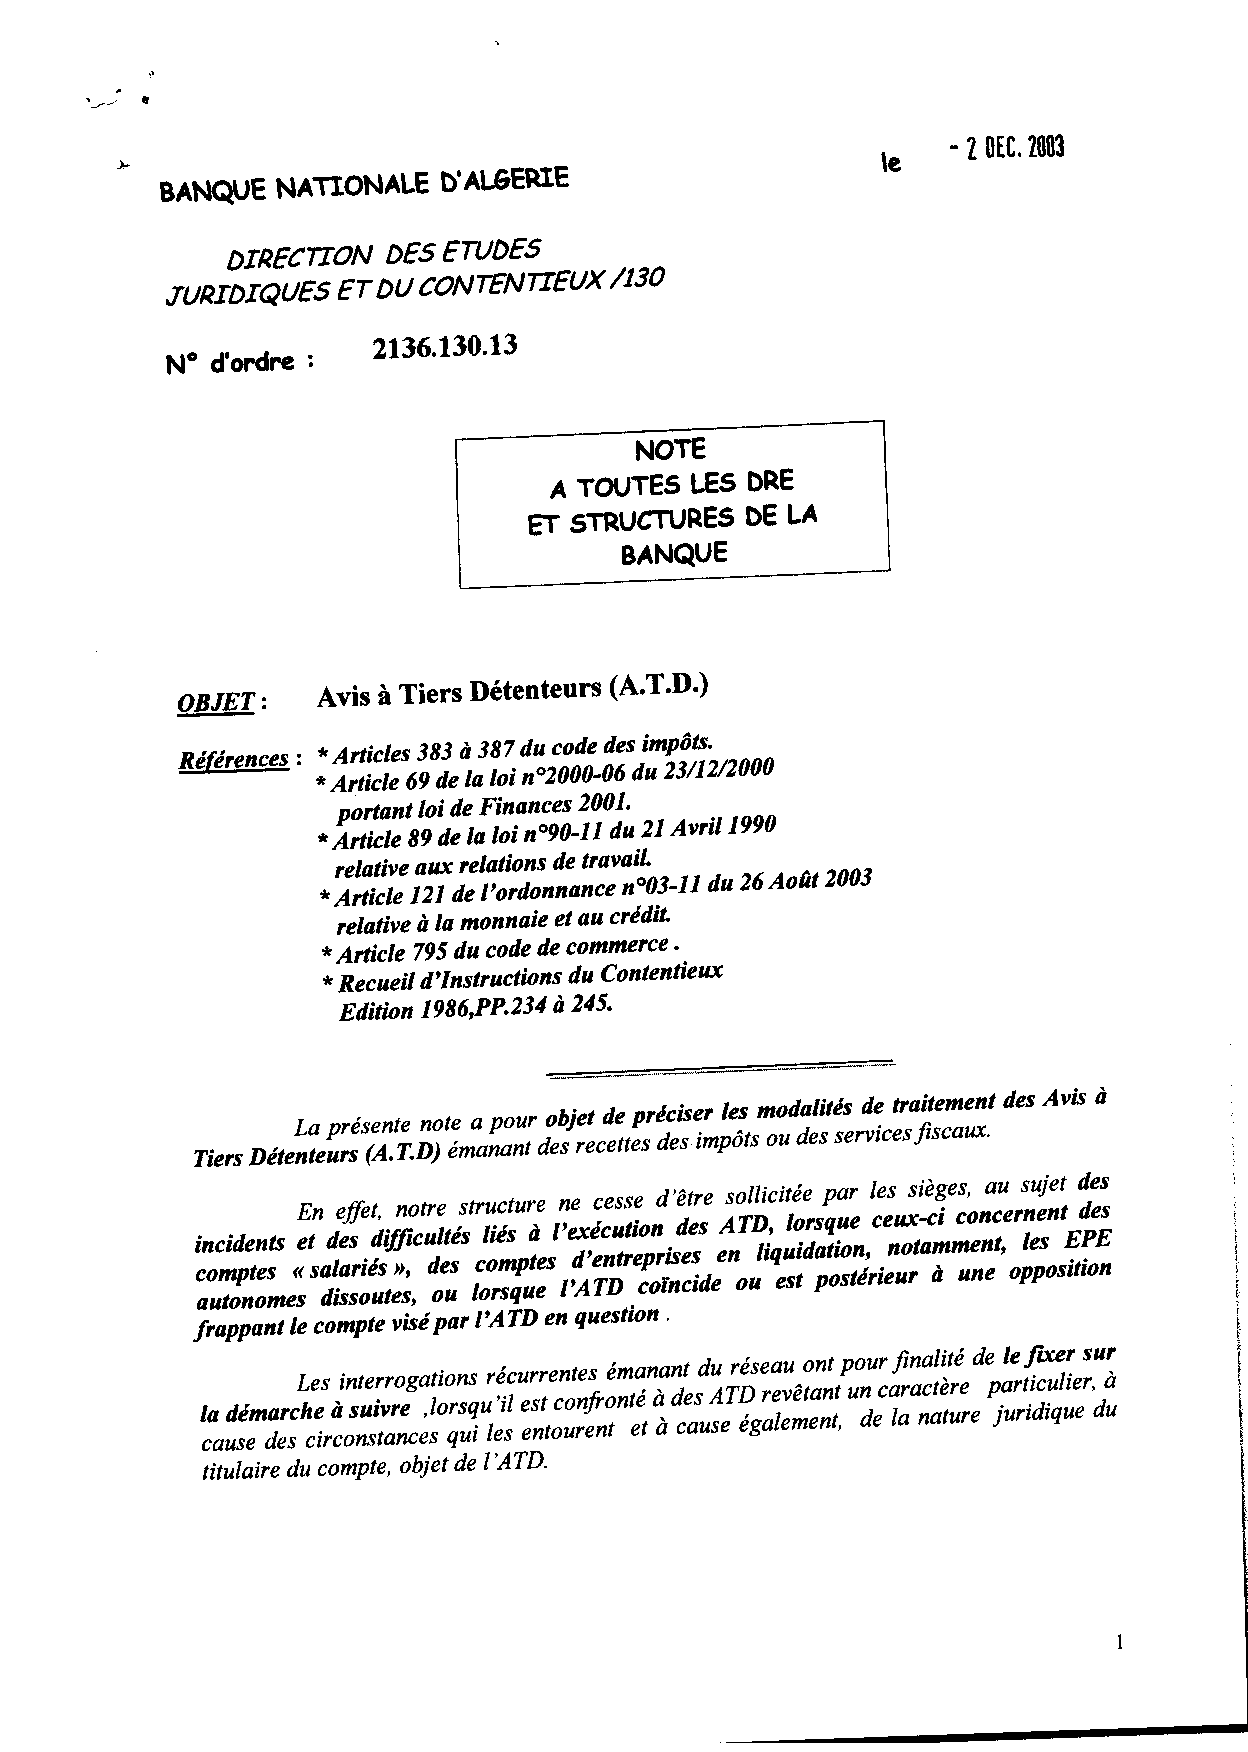 le - 2 DEC. 2003
BANQUE NATIONALE D'ALGERIE
DIRECTION DES ETUDES
JURIDIQUES ET DU CONTENTIEUX /130
N° d'ordre : 2136.130.13
NOTE
A TOUTES LES DRE
ET STRUCTURES DE LA
BANQUE
OBJET : Avis à Tiers Détenteurs (A.T.D.)
Références : * Articles 383 à 387 du code des impôts.
* Article 69 de la loi n°2000-06 du 23/12/2000
portant loi de Finances 2001.
* Article 89 de la loi n°90-11 du 21 Avril 1990
relative aux relations de travail.
* Article 121 de l'ordonnance n°03-11 du 26 Août 2003
relative à la monnaie et au crédit.
* Article 795 du code de commerce .
* Recueil d'Instructions du Contentieux
Edition 1986,PP.234 à 245.
La présente note a pour objet de préciser les modalités de traitement des Avis à
Tiers Détenteurs (A.T.D) émanant des recettes des impôts ou des services fiscaux.
En effet, notre structure ne cesse d'être sollicitée par les sièges, au sujet des
incidents et des difficultés liés à l'exécution des ATD, lorsque ceux-ci concernent des
comptes « salariés », des comptes d'entreprises en liquidation, notamment, les EPE
autonomes dissoutes, ou lorsque l'ATD coïncide ou est postérieur à une opposition
frappant le compte visé par l'ATD en question .
Les interrogations récurrentes émanant du réseau ont pour finalité de le fixer sur
la démarche à suivre ,lorsqu'il est confronté à des ATD revêtant un caractère particulier, à
cause des circonstances qui les entourent et à cause également, de la nature juridique du
titulaire du compte, objet de l'ATD.
1